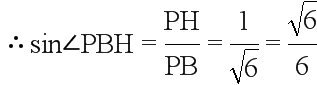 ∴ sin∠PBH = PH/PB = 1/√6 = √6/6